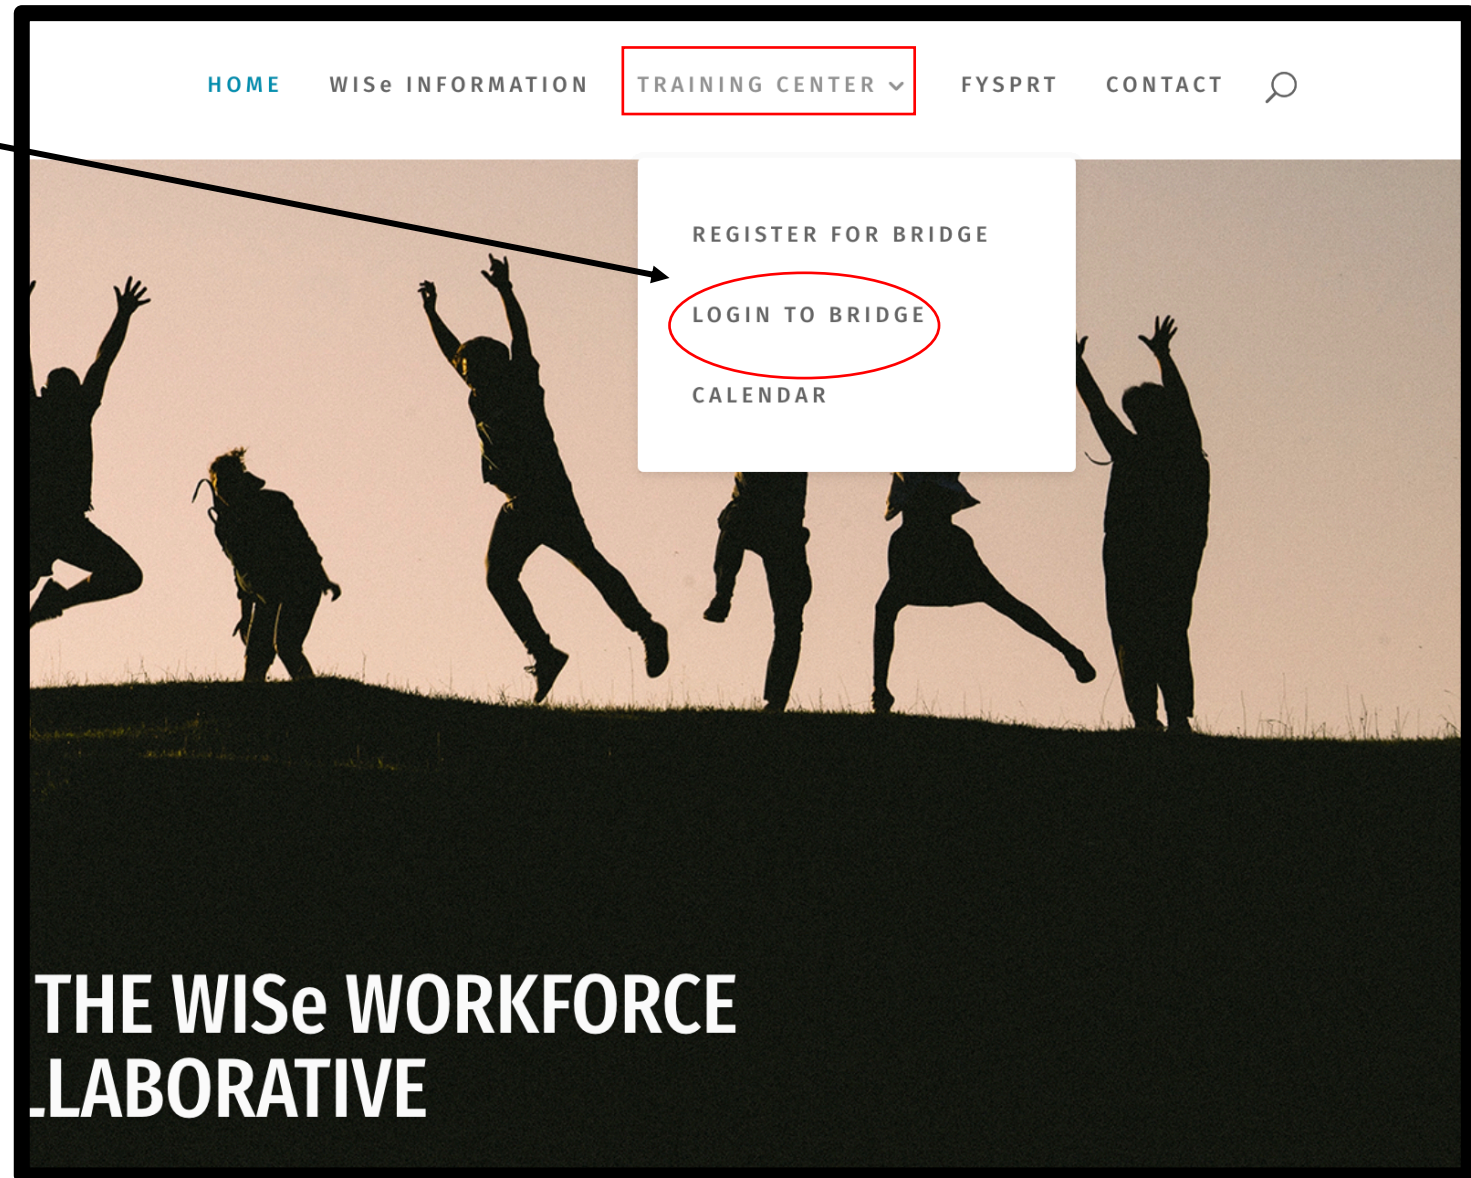 HOME WISe INFORMATION TRAINING CENTER FYSPRT CONTACT
REGISTER FOR BRIDGE
LOGIN TO BRIDGE
CALENDAR
THE WISe WORKFORCE
LLABORATIVE